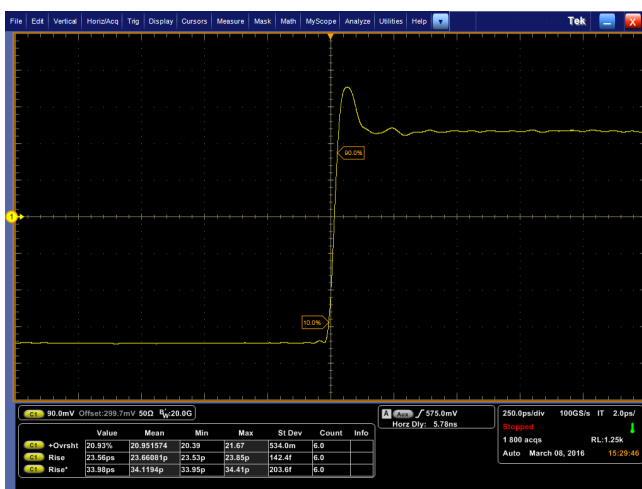 File Edit Vertical Horiz/Acq Trig Display Cursors Measure Mask Math MyScope Analyze Utilities Help Tek X
90.0%
1
10.0%
C1 90.0mV Offset:299.7mV 50Ω BW:20.0G
A Aux 575.0mV
Horz Dly: 5.78ns
250.0ps/div 100GS/s IT 2.0ps/
Stopped
1 800 acqs RL:1.25k
Auto March 08, 2016 15:29:46
Value Mean Min Max St Dev Count Info
C1 +Ovrsht 20.93% 20.951574 20.39 21.67 534.0m 6.0
C1 Rise 23.56ps 23.66081p 23.53p 23.85p 142.4f 6.0
C1 Rise* 33.98ps 34.1194p 33.95p 34.41p 203.6f 6.0